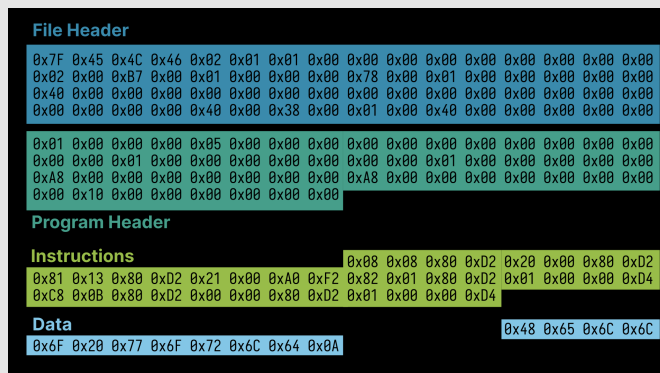 File Header
0x7F 0x45 0x4C 0x46 0x02 0x01 0x01 0x00 0x00 0x00 0x00 0x00 0x00 0x00 0x00 0x00
0x02 0x00 0xB7 0x00 0x01 0x00 0x00 0x00 0x78 0x00 0x01 0x00 0x00 0x00 0x00 0x00
0x40 0x00 0x00 0x00 0x00 0x00 0x00 0x00 0x00 0x00 0x00 0x00 0x00 0x00 0x00 0x00
0x00 0x00 0x00 0x00 0x40 0x00 0x38 0x00 0x01 0x00 0x40 0x00 0x00 0x00 0x00 0x00
0x01 0x00 0x00 0x00 0x05 0x00 0x00 0x00 0x00 0x00 0x00 0x00 0x00 0x00 0x00 0x00
0x00 0x00 0x01 0x00 0x00 0x00 0x00 0x00 0x00 0x00 0x01 0x00 0x00 0x00 0x00 0x00
0xA8 0x00 0x00 0x00 0x00 0x00 0x00 0x00 0xA8 0x00 0x00 0x00 0x00 0x00 0x00 0x00
0x00 0x10 0x00 0x00 0x00 0x00 0x00 0x00
Program Header
Instructions
0x08 0x08 0x80 0xD2 0x20 0x00 0x80 0xD2
0x81 0x13 0x80 0xD2 0x21 0x00 0xA0 0xF2 0x82 0x01 0x80 0xD2 0x01 0x00 0x00 0xD4
0xC8 0x0B 0x80 0xD2 0x00 0x00 0x80 0xD2 0x01 0x00 0x00 0xD4
Data
0x48 0x65 0x6C 0x6C
0x6F 0x20 0x77 0x6F 0x72 0x6C 0x64 0x0A